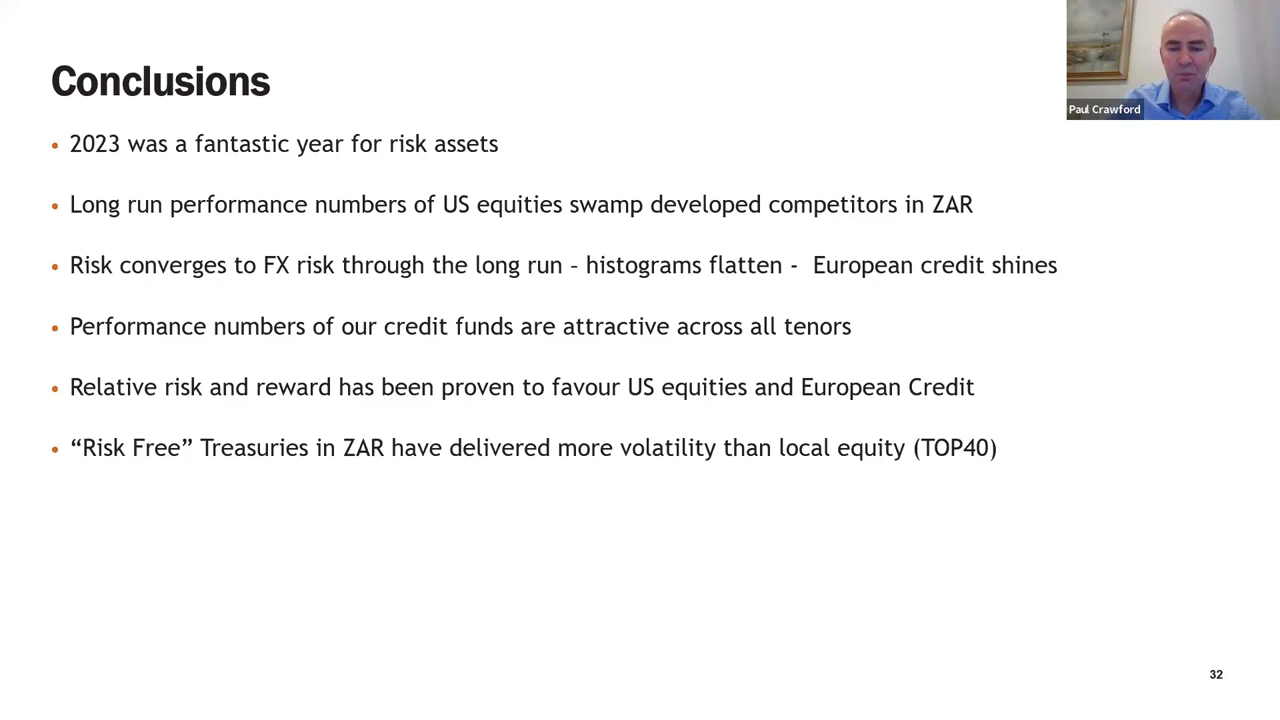 Conclusions
Paul Crawford
• 2023 was a fantastic year for risk assets
• Long run performance numbers of US equities swamp developed competitors in ZAR
• Risk converges to FX risk through the long run – histograms flatten -  European credit shines
• Performance numbers of our credit funds are attractive across all tenors
• Relative risk and reward has been proven to favour US equities and European Credit
• “Risk Free” Treasuries in ZAR have delivered more volatility than local equity (TOP40)
32